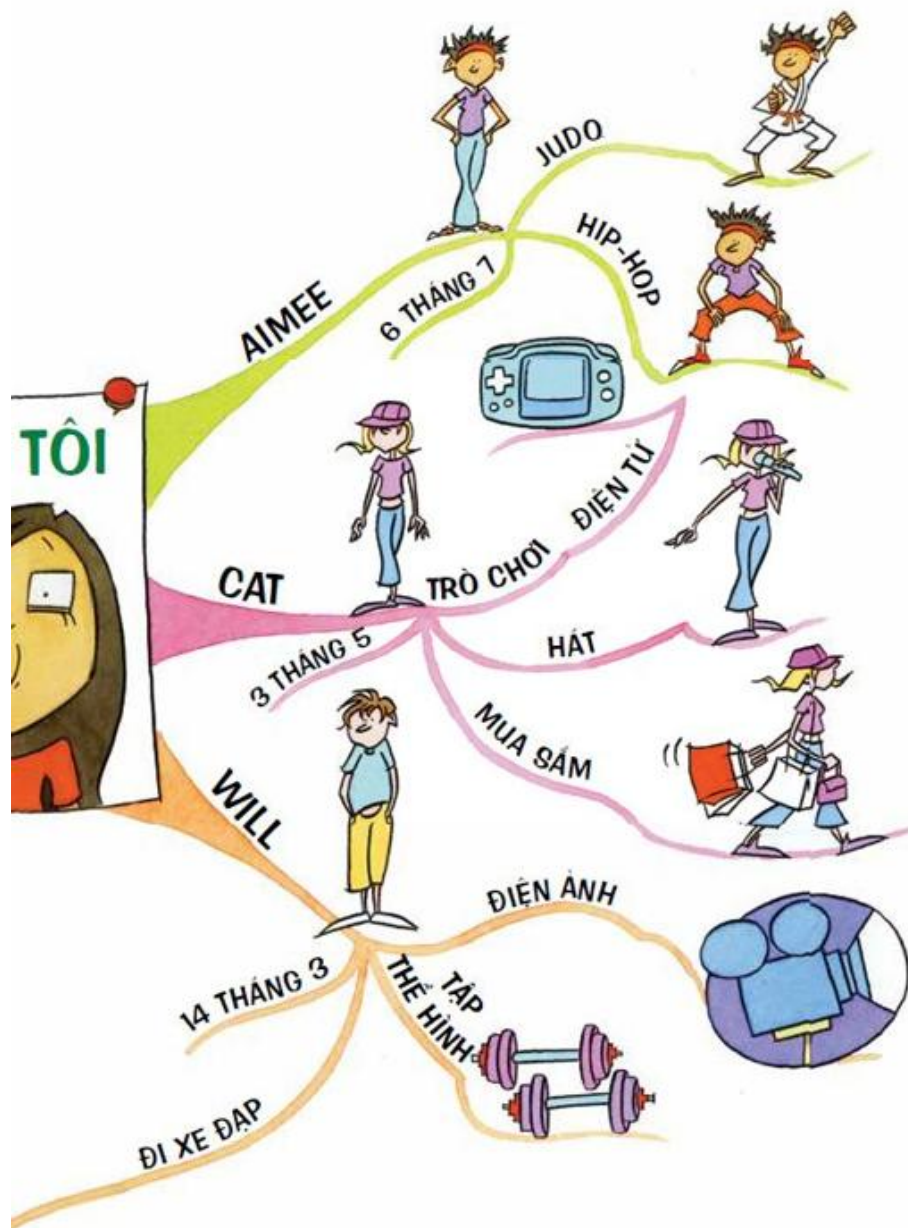 JUDO
HIP-HOP
6 THÁNG 7
AIMEE
TÔI
ĐIỆN TỬ
TRÒ CHƠI
CAT
3 THÁNG 5
HÁT
MUA SẮM
WILL
ĐIỆN ẢNH
14 THÁNG 3
TẬP
THỂ HÌNH
ĐI XE ĐẠP